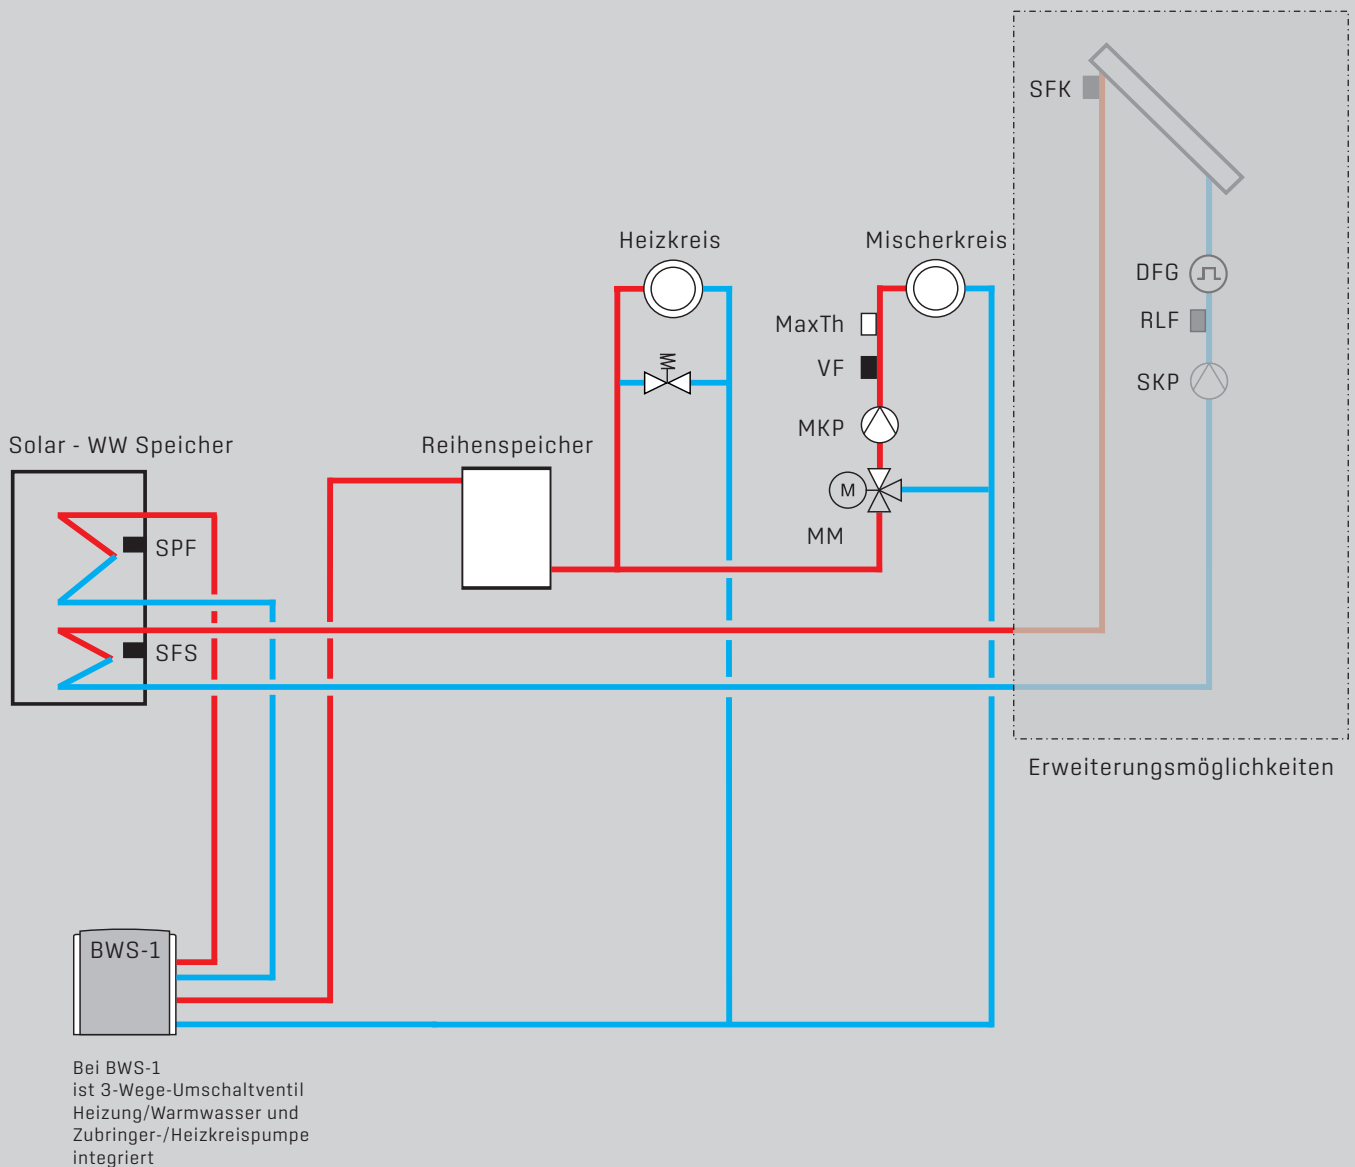 SFK
Heizkreis
Mischerkreis
DFG
MaxTh
RLF
VF
SKP
MKP
Solar - WW Speicher
Reihenspeicher
M
MM
SPF
SFS
Erweiterungsmöglichkeiten
BWS-1
Bei BWS-1
ist 3-Wege-Umschaltventil
Heizung/Warmwasser und
Zubringer-/Heizkreispumpe
integriert